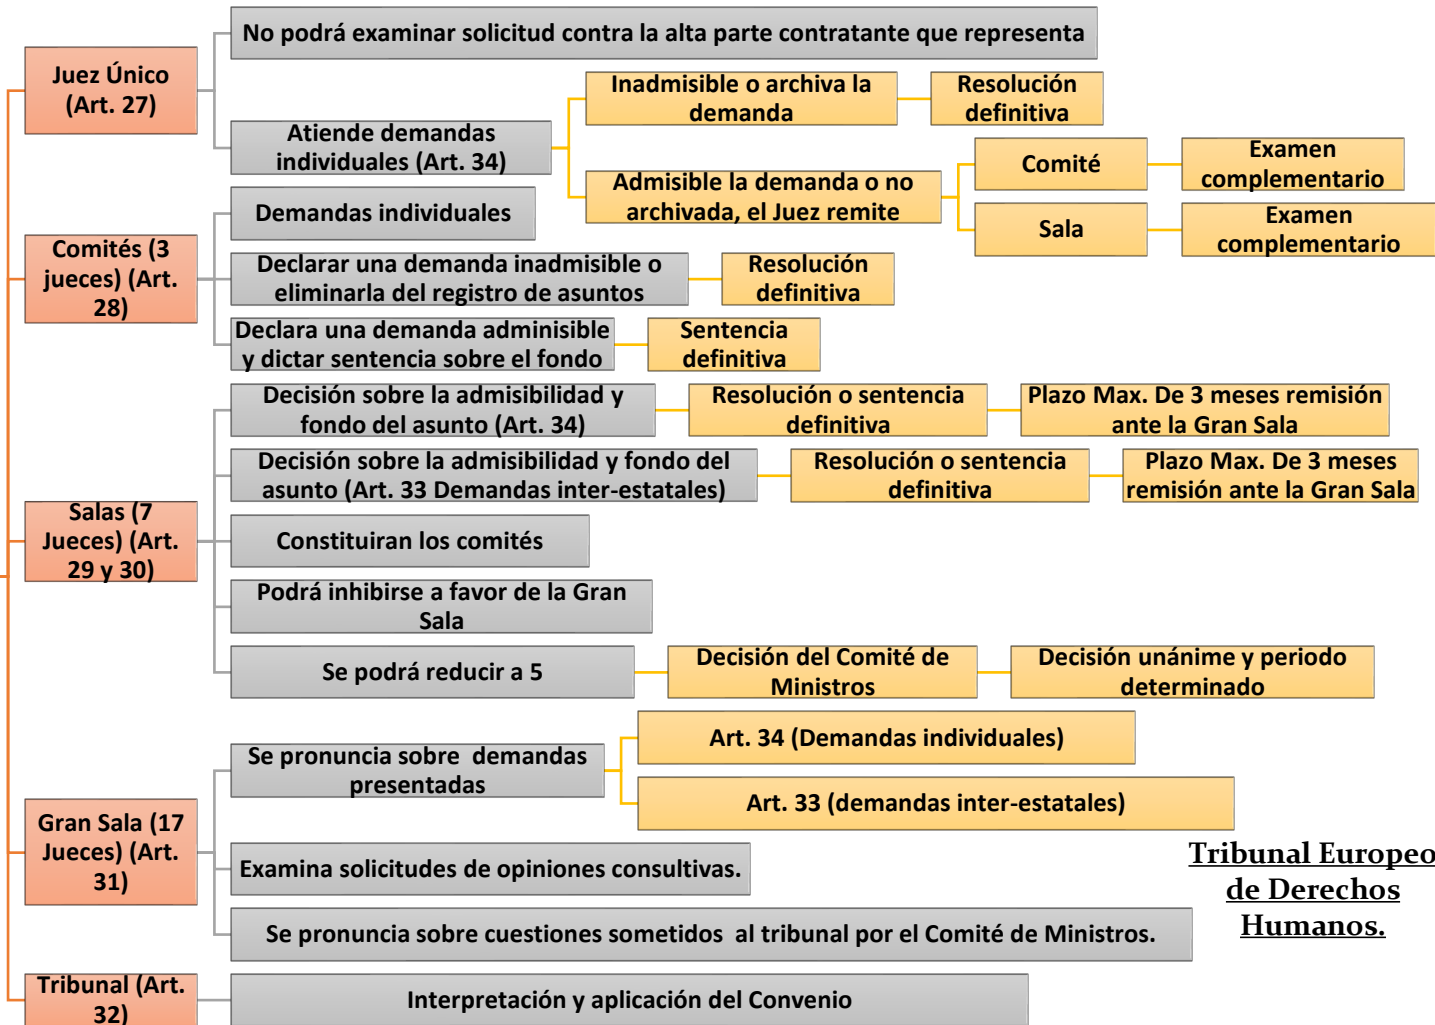 No podrá examinar solicitud contra la alta parte contratante que representa
Juez Único
(Art. 27)
Inadmisible o archiva la
demanda
Resolución
definitiva
Atiende demandas
individuales (Art. 34)
Comité
Examen
complementario
Admisible la demanda o no
archivada, el Juez remite
Sala
Examen
complementario
Demandas individuales
Comités (3
jueces) (Art.
28)
Declarar una demanda inadmisible o
eliminarla del registro de asuntos
Resolución
definitiva
Declara una demanda adminisible
y dictar sentencia sobre el fondo
Sentencia
definitiva
Decisión sobre la admisibilidad y
fondo del asunto (Art. 34)
Resolución o sentencia
definitiva
Plazo Max. De 3 meses remisión
ante la Gran Sala
Decisión sobre la admisibilidad y fondo del
asunto (Art. 33 Demandas inter-estatales)
Resolución o sentencia
definitiva
Plazo Max. De 3 meses
remisión ante la Gran Sala
Salas (7
Jueces) (Art.
29 y 30)
Constituiran los comités
Podrá inhibirse a favor de la Gran
Sala
Se podrá reducir a 5
Decisión del Comité de
Ministros
Decisión unánime y periodo
determinado
Se pronuncia sobre  demandas
presentadas
Art. 34 (Demandas individuales)
Art. 33 (demandas inter-estatales)
Gran Sala (17
Jueces) (Art.
31)
Examina solicitudes de opiniones consultivas.
Se pronuncia sobre cuestiones sometidos  al tribunal por el Comité de Ministros.
Tribunal Europeo
de Derechos
Humanos.
Tribunal (Art.
32)
Interpretación y aplicación del Convenio